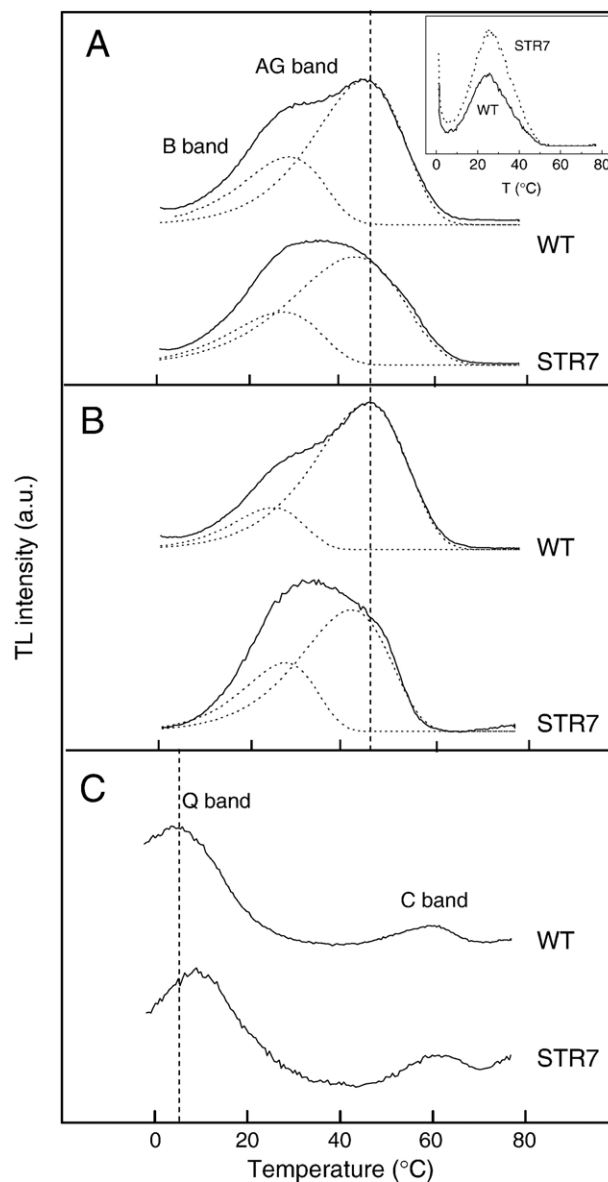 A
AG band
B band
STR7
WT
0 20 40 60 80
T (°C)
WT
STR7
B
WT
STR7
TL intensity (a.u.)
C
Q band
C band
WT
STR7
0 20 40 60 80
Temperature (°C)